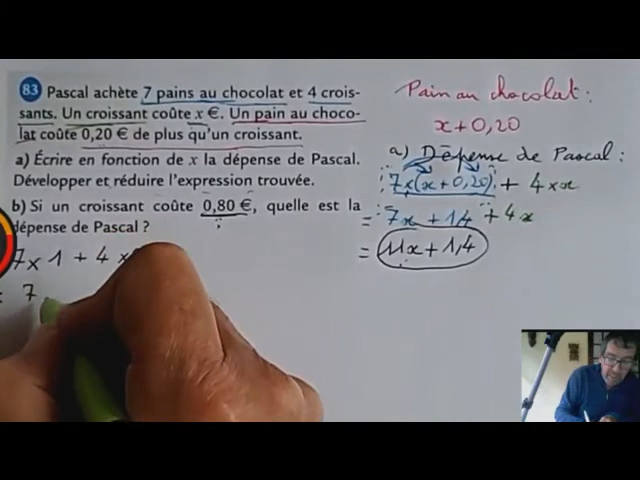 83 Pascal achète 7 pains au chocolat et 4 crois-
sants. Un croissant coûte x €. Un pain au choco-
lat coûte 0,20 € de plus qu'un croissant.
a) Écrire en fonction de x la dépense de Pascal.
Développer et réduire l'expression trouvée.
b) Si un croissant coûte 0,80 €, quelle est la
dépense de Pascal ?
7 x 1 + 4 x
= 7
Pain au chocolat :
x + 0,20
a) Dépense de Pascal :
7 x (x + 0,20) + 4 x x
= 7x + 1,4 + 4x
= 11x + 1,4